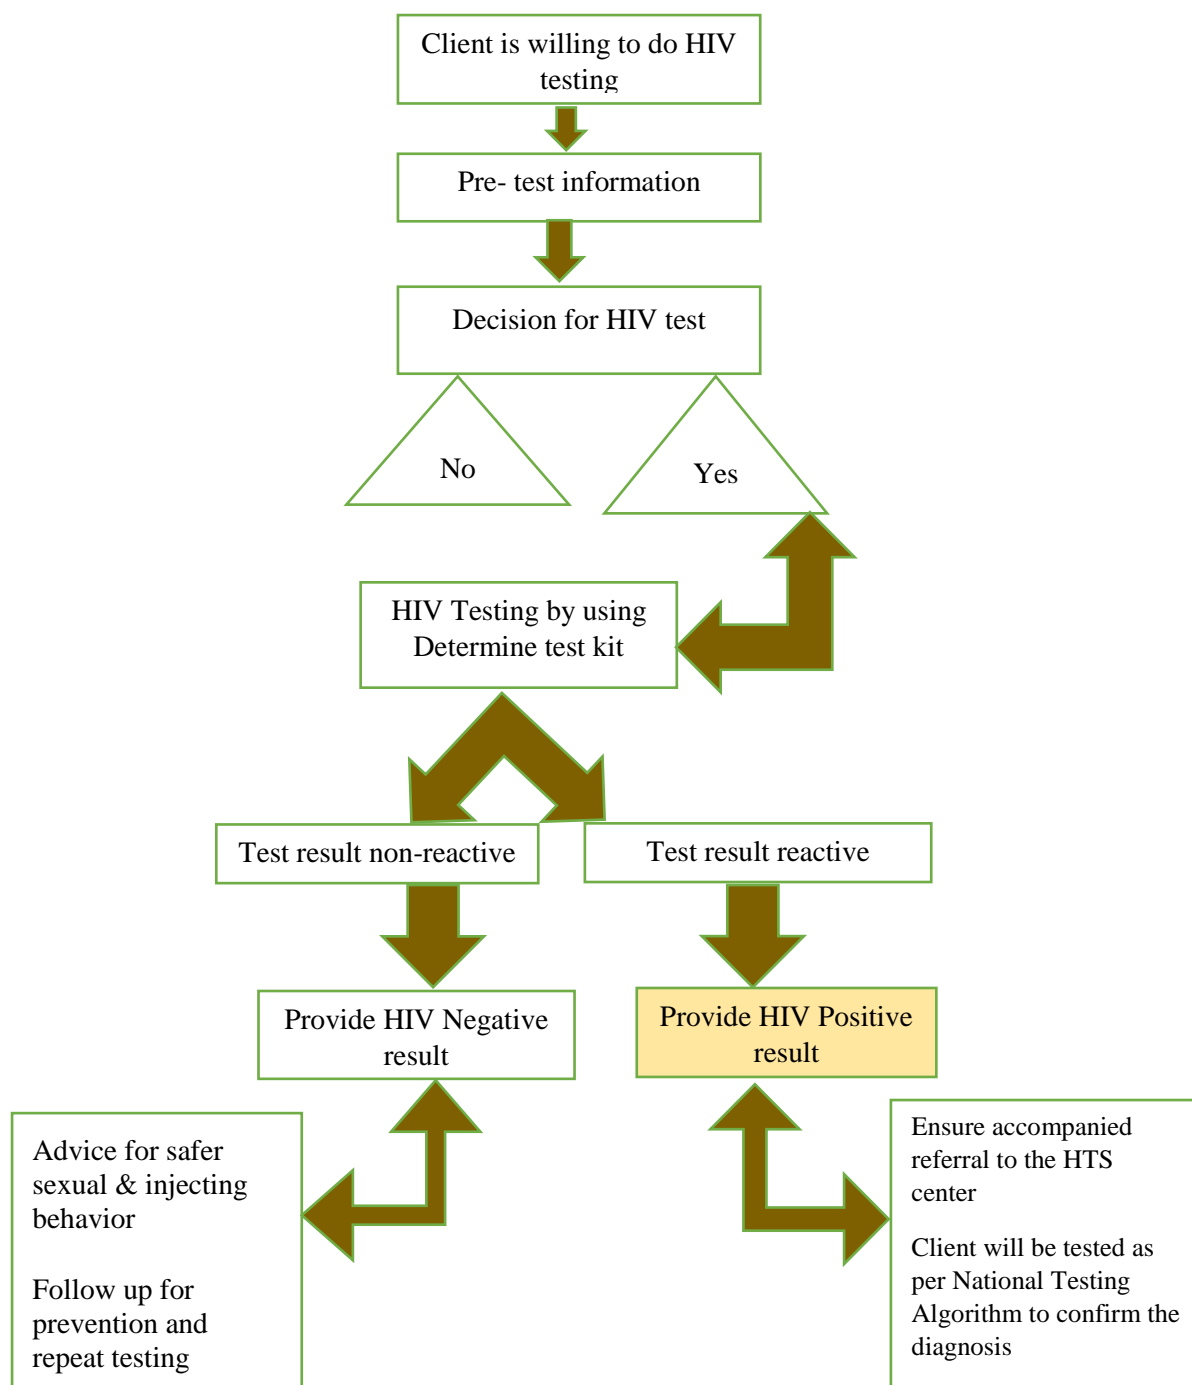 Client is willing to do HIV
testing
Pre- test information
Decision for HIV test
No
Yes
HIV Testing by using
Determine test kit
Test result non-reactive
Test result reactive
Provide HIV Negative
result
Provide HIV Positive
result
Advice for safer
sexual & injecting
behavior
Follow up for
prevention and
repeat testing
Ensure accompanied
referral to the HTS
center
Client will be tested as
per National Testing
Algorithm to confirm the
diagnosis